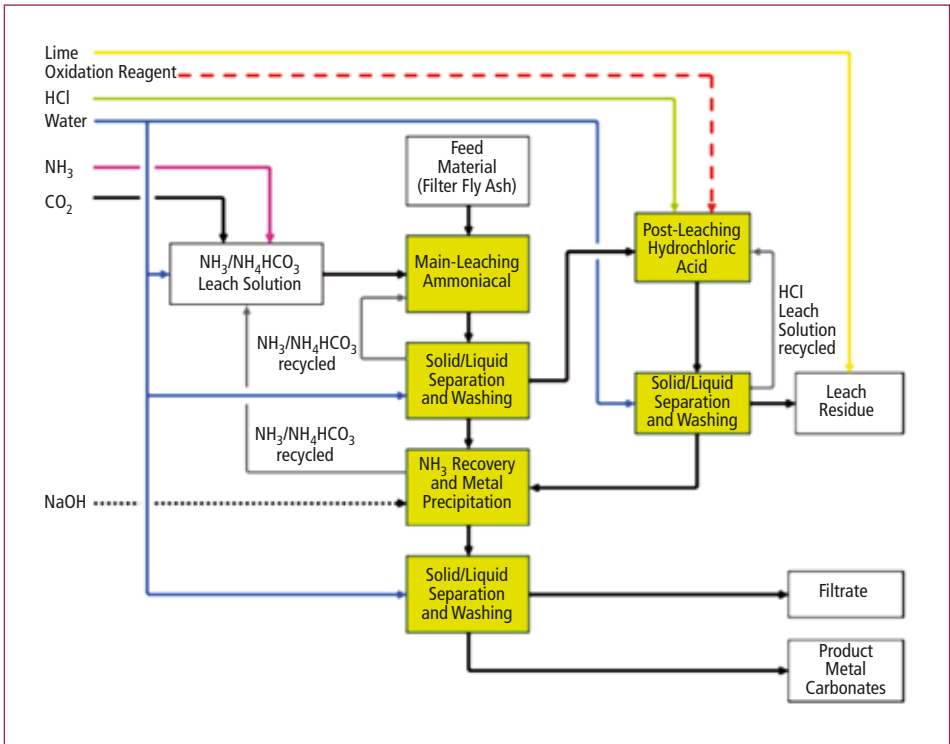 Lime
Oxidation Reagent
HCl
Water
NH₃
CO₂
Feed
Material
(Filter Fly Ash)
NH₃/NH₄HCO₃
Leach Solution
Main-Leaching
Ammoniacal
Post-Leaching
Hydrochloric
Acid
HCl
Leach
Solution
recycled
NH₃/NH₄HCO₃
recycled
Solid/Liquid
Separation
and Washing
Solid/Liquid
Separation
and Washing
Leach
Residue
NH₃/NH₄HCO₃
recycled
NH₃ Recovery
and Metal
Precipitation
NaOH
Solid/Liquid
Separation
and Washing
Filtrate
Product
Metal
Carbonates